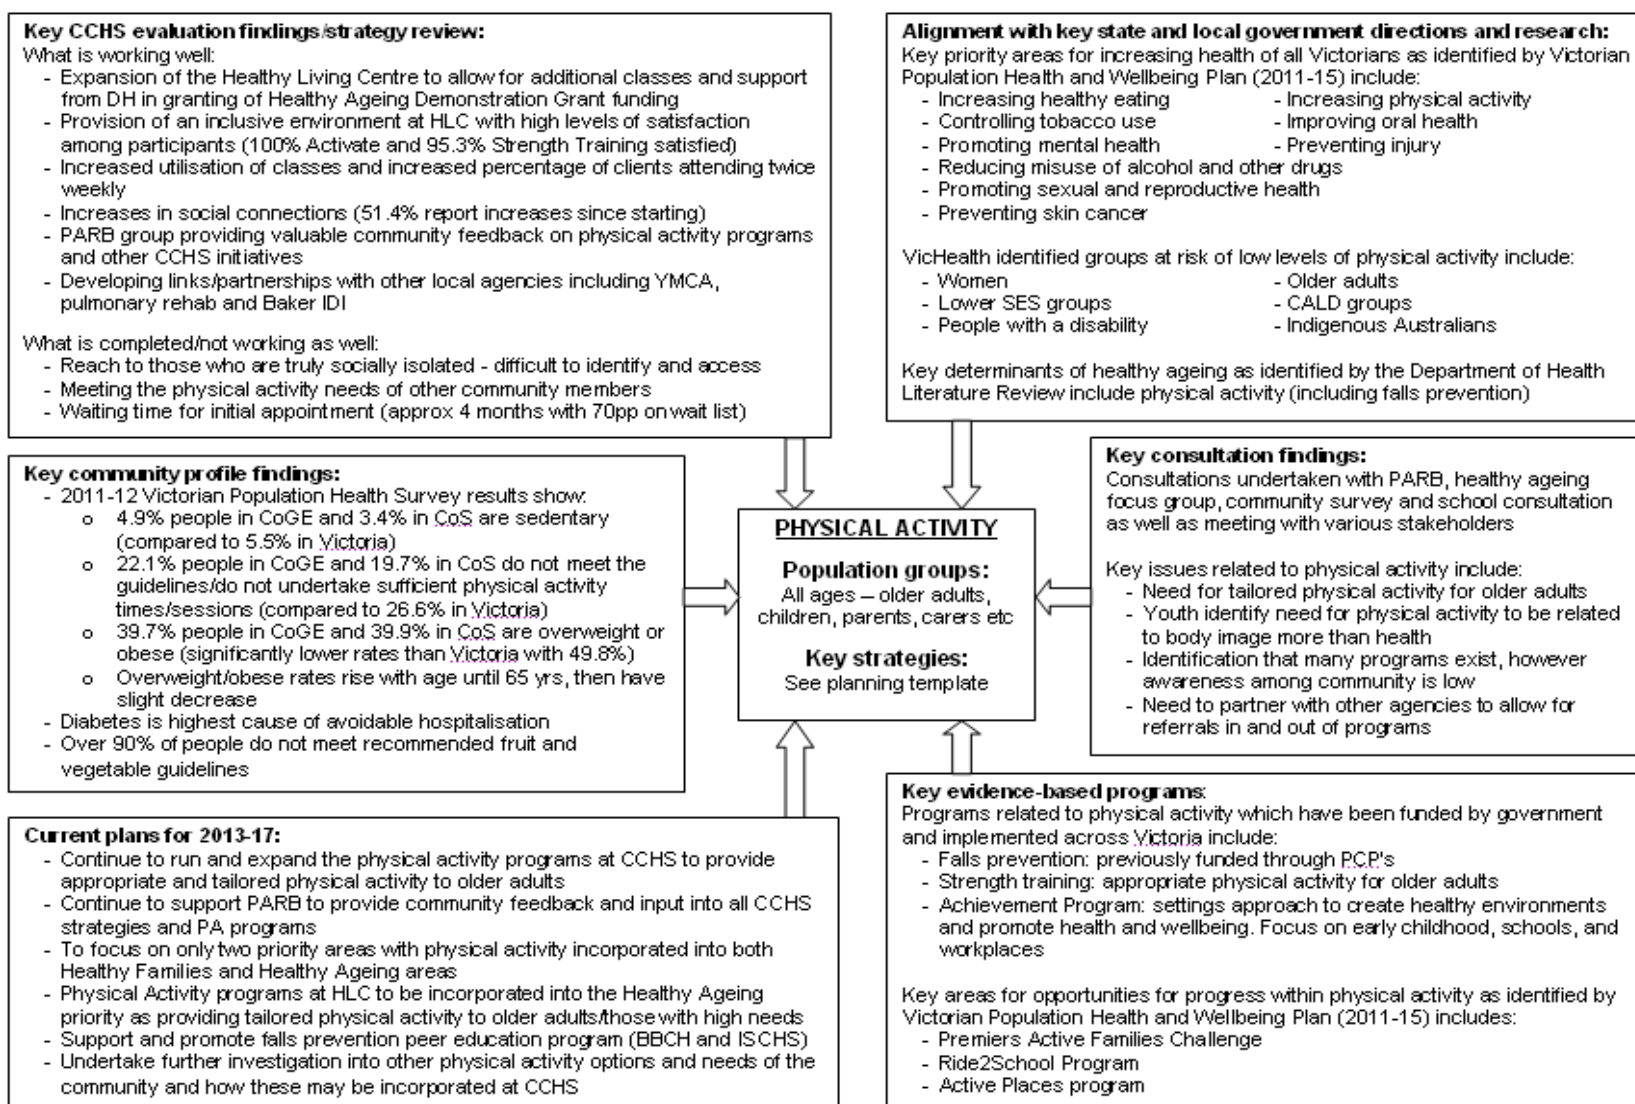 Key CCHS evaluation findings/strategy review:
What is working well:
- Expansion of the Healthy Living Centre to allow for additional classes and support
from DH in granting of Healthy Ageing Demonstration Grant funding
- Provision of an inclusive environment at HLC with high levels of satisfaction
among participants (100% Activate and 95.3% Strength Training satisfied)
- Increased utilisation of classes and increased percentage of clients attending twice
weekly
- Increases in social connections (51.4% report increases since starting)
- PARB group providing valuable community feedback on physical activity programs
and other CCHS initiatives
- Developing links/partnerships with other local agencies including YMCA,
pulmonary rehab and Baker IDI
What is completed/not working as well:
- Reach to those who are truly socially isolated - difficult to identify and access
- Meeting the physical activity needs of other community members
- Waiting time for initial appointment (approx 4 months with 70pp on wait list)
Alignment with key state and local government directions and research:
Key priority areas for increasing health of all Victorians as identified by Victorian
Population Health and Wellbeing Plan (2011-15) include:
- Increasing healthy eating - Increasing physical activity
- Controlling tobacco use - Improving oral health
- Promoting mental health - Preventing injury
- Reducing misuse of alcohol and other drugs
- Promoting sexual and reproductive health
- Preventing skin cancer
VicHealth identified groups at risk of low levels of physical activity include:
- Women - Older adults
- Lower SES groups - CALD groups
- People with a disability - Indigenous Australians
Key determinants of healthy ageing as identified by the Department of Health
Literature Review include physical activity (including falls prevention)
Key community profile findings:
- 2011-12 Victorian Population Health Survey results show:
o 4.9% people in CoGE and 3.4% in CoS are sedentary
(compared to 5.5% in Victoria)
o 22.1% people in CoGE and 19.7% in CoS do not meet the
guidelines/do not undertake sufficient physical activity
times/sessions (compared to 26.6% in Victoria)
o 39.7% people in CoGE and 39.9% in CoS are overweight or
obese (significantly lower rates than Victoria with 49.8%)
o Overweight/obese rates rise with age until 65 yrs, then have
slight decrease
- Diabetes is highest cause of avoidable hospitalisation
- Over 90% of people do not meet recommended fruit and
vegetable guidelines
PHYSICAL ACTIVITY
Population groups:
All ages – older adults,
children, parents, carers etc
Key strategies:
See planning template
Key consultation findings:
Consultations undertaken with PARB, healthy ageing
focus group, community survey and school consultation
as well as meeting with various stakeholders
Key issues related to physical activity include:
- Need for tailored physical activity for older adults
- Youth identify need for physical activity to be related
to body image more than health
- Identification that many programs exist, however
awareness among community is low
- Need to partner with other agencies to allow for
referrals in and out of programs
Current plans for 2013-17:
- Continue to run and expand the physical activity programs at CCHS to provide
appropriate and tailored physical activity to older adults
- Continue to support PARB to provide community feedback and input into all CCHS
strategies and PA programs
- To focus on only two priority areas with physical activity incorporated into both
Healthy Families and Healthy Ageing areas
- Physical Activity programs at HLC to be incorporated into the Healthy Ageing
priority as providing tailored physical activity to older adults/those with high needs
- Support and promote falls prevention peer education program (BBCH and ISCHS)
- Undertake further investigation into other physical activity options and needs of the
community and how these may be incorporated at CCHS
Key evidence-based programs:
Programs related to physical activity which have been funded by government
and implemented across Victoria include:
- Falls prevention: previously funded through PCP's
- Strength training: appropriate physical activity for older adults
- Achievement Program: settings approach to create healthy environments
and promote health and wellbeing. Focus on early childhood, schools, and
workplaces
Key areas for opportunities for progress within physical activity as identified by
Victorian Population Health and Wellbeing Plan (2011-15) includes:
- Premiers Active Families Challenge
- Ride2School Program
- Active Places program